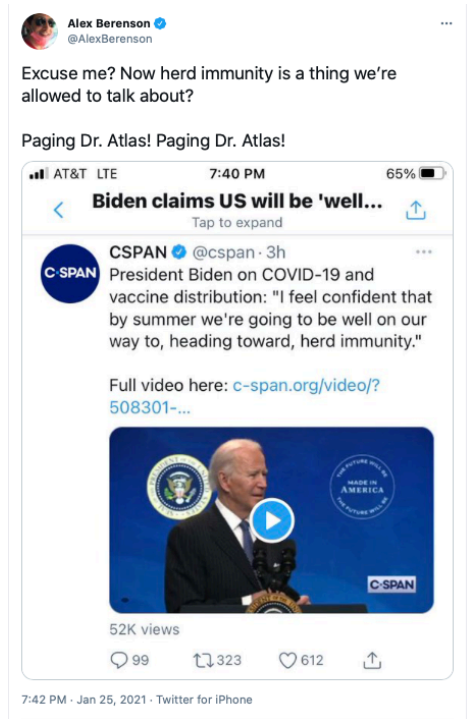 Alex Berenson
@AlexBerenson
Excuse me? Now herd immunity is a thing we're
allowed to talk about?
Paging Dr. Atlas! Paging Dr. Atlas!
AT&T LTE 7:40 PM 65%
Biden claims US will be 'well...
Tap to expand
C-SPAN
CSPAN @cspan · 3h
President Biden on COVID-19 and
vaccine distribution: "I feel confident that
by summer we're going to be well on our
way to, heading toward, herd immunity."
Full video here: c-span.org/video/?
508301-...
THE FUTURE WILL BE
MADE IN
AMERICA
C-SPAN
52K views
99 323 612
7:42 PM · Jan 25, 2021 · Twitter for iPhone